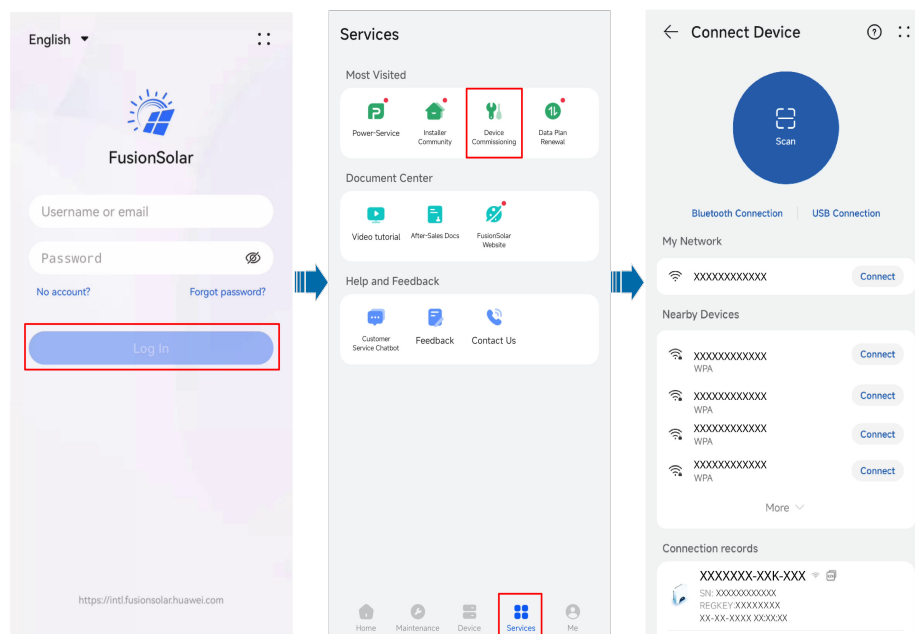 English
FusionSolar
Username or email
Password
No account?
Forgot password?
Log In
https://intl.fusionsolar.huawei.com
Services
Most Visited
Power-Service
Installer
Community
Device
Commissioning
Data Plan
Renewal
Document Center
Video tutorial
After-Sales Docs
FusionSolar
Website
Help and Feedback
Customer
Service Chatbot
Feedback
Contact Us
Home
Maintenance
Device
Services
Me
Connect Device
Scan
Bluetooth Connection
USB Connection
My Network
XXXXXXXXXXXX
Connect
Nearby Devices
XXXXXXXXXXXX
WPA
Connect
XXXXXXXXXXXX
WPA
Connect
XXXXXXXXXXXX
WPA
Connect
XXXXXXXXXXXX
WPA
Connect
More
Connection records
XXXXXXX-XXK-XXX
SN: XXXXXXXXXXXX
REGKEY:XXXXXXXX
XX-XX-XXXX XX:XX:XX